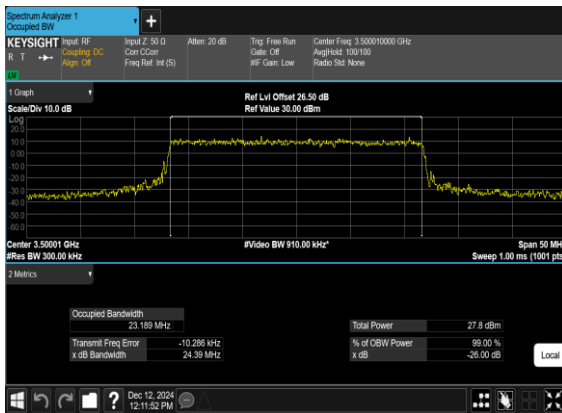 Spectrum Analyzer 1
Occupied BW
KEYSIGHT
R T
Input: RF
Coupling: DC
Align: Off
Input Z: 50 Ω
Corr CCorr
Freq Ref: Int (S)
Atten: 20 dB
Trig: Free Run
Gate: Off
#IF Gain: Low
Center Freq: 3.500010000 GHz
Avg|Hold: 100/100
Radio Std: None
1 Graph
Scale/Div 10.0 dB
Ref Lvl Offset 26.50 dB
Ref Value 30.00 dBm
Log
20.0
10.0
0.00
-10.0
-20.0
-30.0
-40.0
-50.0
-60.0
Center 3.50001 GHz
#Res BW 300.00 kHz
#Video BW 910.00 kHz*
Span 50 MH
Sweep 1.00 ms (1001 pts
2 Metrics
Occupied Bandwidth
23.189 MHz
Transmit Freq Error -10.286 kHz
x dB Bandwidth 24.39 MHz
Total Power 27.8 dBm
% of OBW Power 99.00 %
x dB -26.00 dB
Local
?
Dec 12, 2024
12:11:52 PM